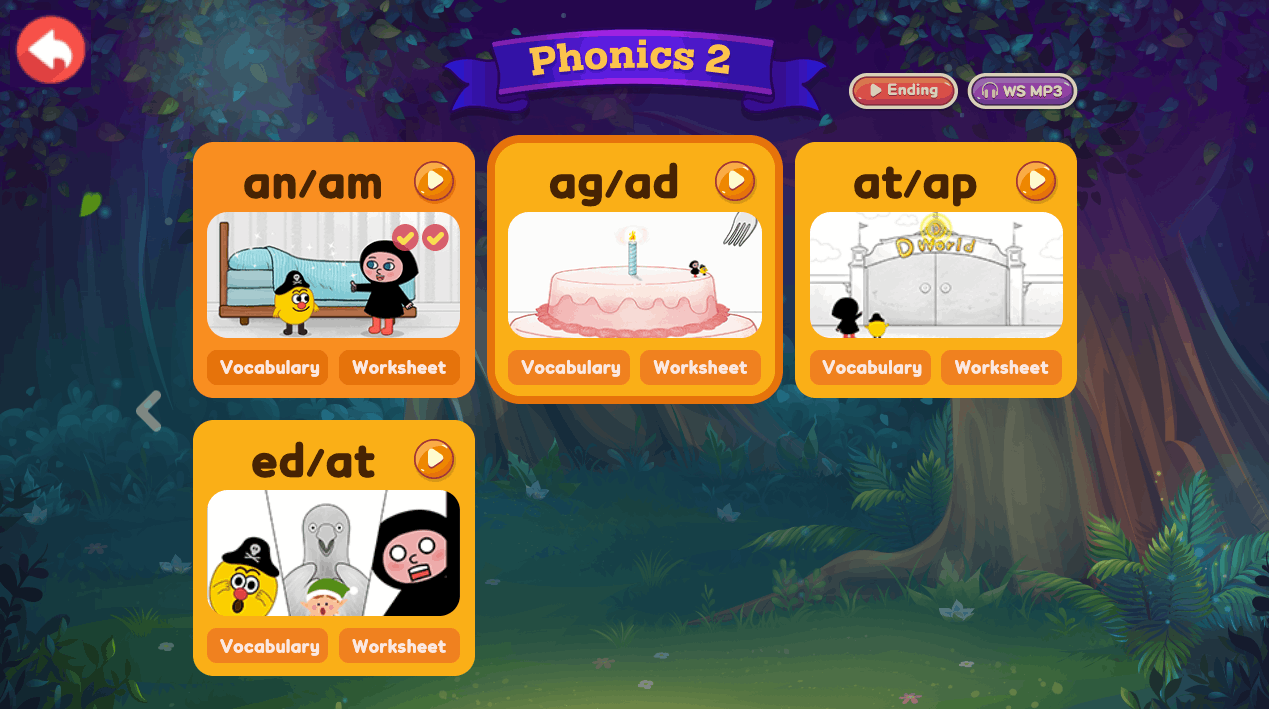 Phonics 2
Ending
WS MP3
an/am
ag/ad
at/ap
D World
Vocabulary
Worksheet
Vocabulary
Worksheet
Vocabulary
Worksheet
ed/at
Vocabulary
Worksheet